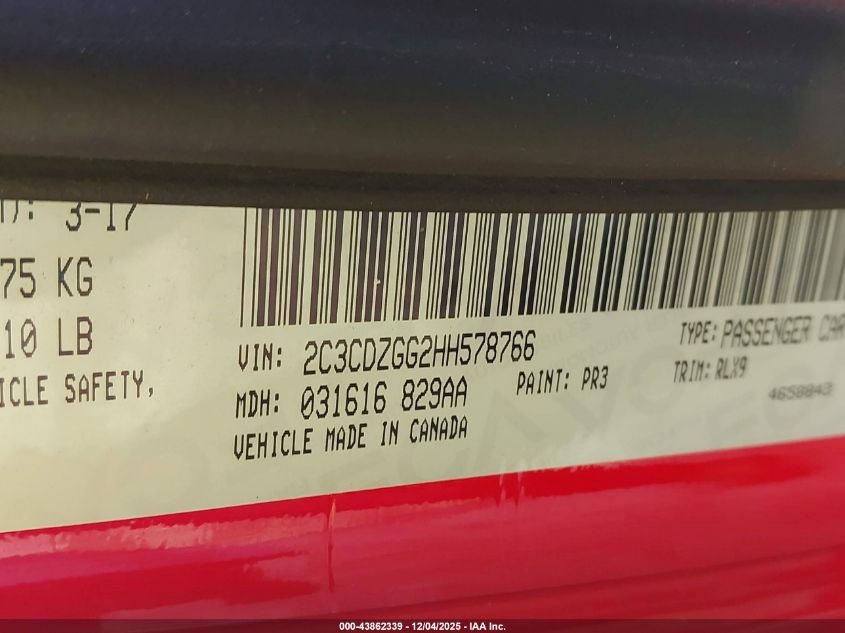 ): 3-17
75 KG
10 LB
ICLE SAFETY,
VIN: 2C3CDZGG2HH578766
TYPE: PASSENGER CAR
MDH: 031616 829AA
PAINT: PR3
TRIM: RLX9
VEHICLE MADE IN CANADA
4658843
000-43862339 - 12/04/2025 - IAA Inc.